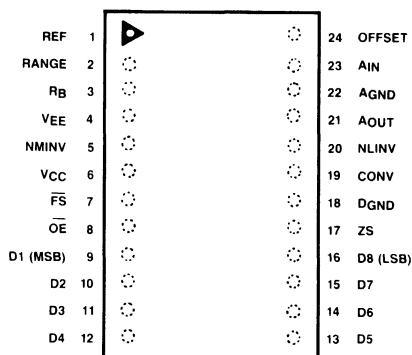 REF 1 24 OFFSET
RANGE 2 23 AIN
RB 3 22 AGND
VEE 4 21 AOUT
NMINV 5 20 NLINV
VCC 6 19 CONV
F̅S̅ 7 18 DGND
O̅E̅ 8 17 ZS
D1 (MSB) 9 16 D8 (LSB)
D2 10 15 D7
D3 11 14 D6
D4 12 13 D5